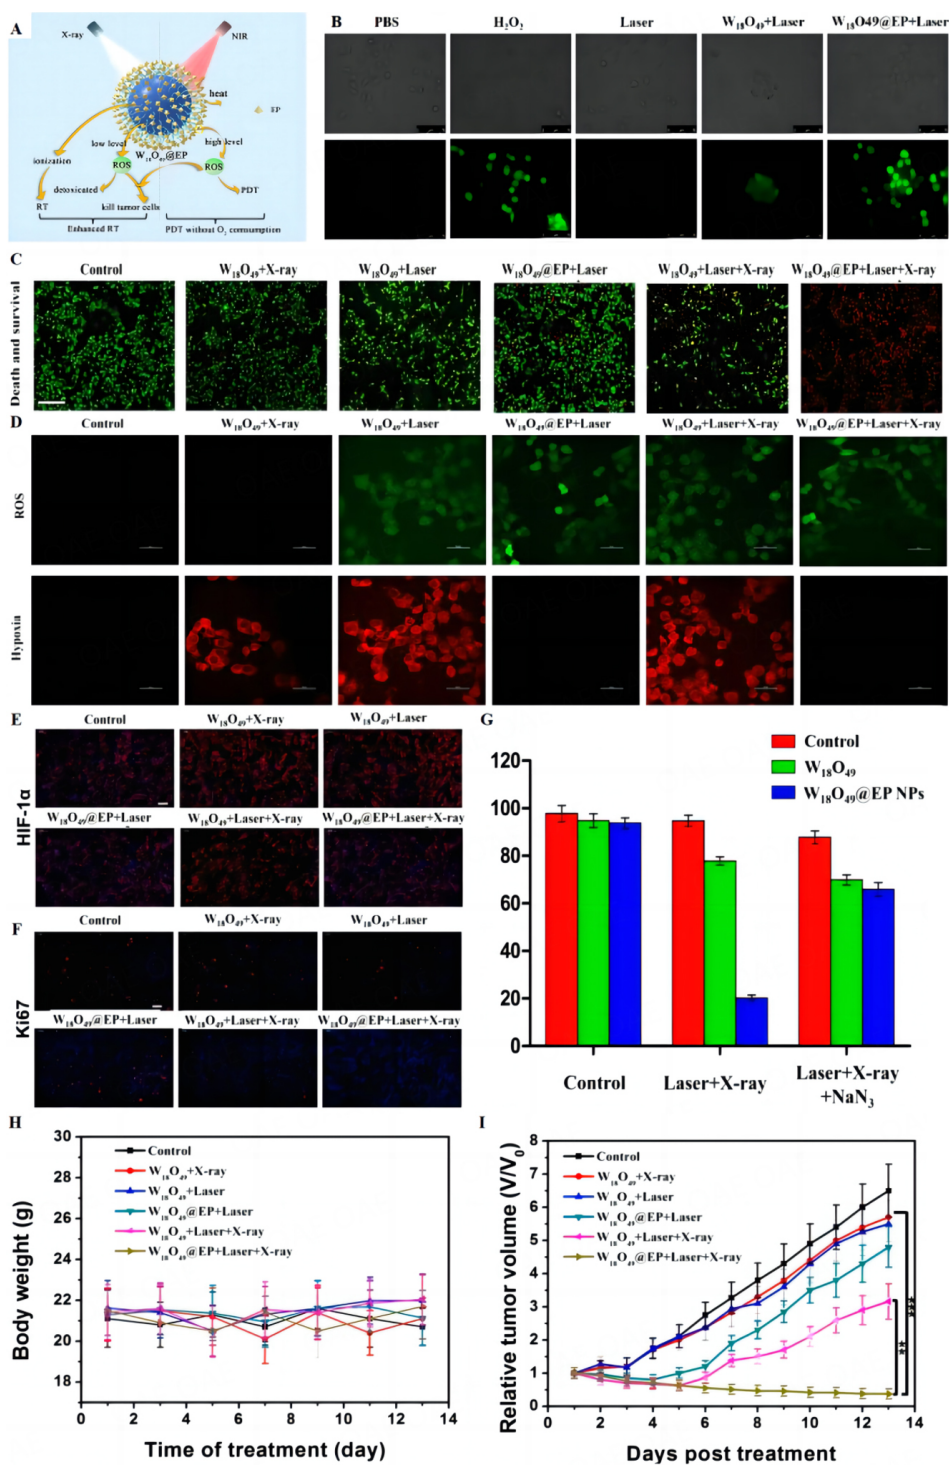 A
X-ray
NIR
heat
EP
low level
high level
W₁₈O₄₉@EP
ionization
ROS
ROS
detoxicated
PDT
RT
kill tumor cells
Enhanced RT
PDT without O₂ comsumption
B
PBS
H₂O₂
Laser
W₁₈O₄₉+Laser
W₁₈O49@EP+Laser
C
Control
W₁₈O₄₉+X-ray
W₁₈O₄₉+Laser
W₁₈O₄₉@EP+Laser
W₁₈O₄₉+Laser+X-ray
W₁₈O₄₉@EP+Laser+X-ray
Death and survival
D
Control
W₁₈O₄₉+X-ray
W₁₈O₄₉+Laser
W₁₈O₄₉@EP+Laser
W₁₈O₄₉+Laser+X-ray
W₁₈O₄₉@EP+Laser+X-ray
ROS
Hypoxia
E
Control
W₁₈O₄₉+X-ray
W₁₈O₄₉+Laser
W₁₈O₄₉@EP+Laser
W₁₈O₄₉+Laser+X-ray
W₁₈O₄₉@EP+Laser+X-ray
HIF-1α
F
Control
W₁₈O₄₉+X-ray
W₁₈O₄₉+Laser
W₁₈O₄₉@EP+Laser
W₁₈O₄₉+Laser+X-ray
W₁₈O₄₉@EP+Laser+X-ray
Ki67
G
Control
W₁₈O₄₉
W₁₈O₄₉@EP NPs
120
100
80
60
40
20
0
Control
Laser+X-ray
Laser+X-ray
+NaN₃
H
30
28
26
24
22
20
18
Body weight (g)
Control
W₁₈O₄₉+X-ray
W₁₈O₄₉+Laser
W₁₈O₄₉@EP+Laser
W₁₈O₄₉+Laser+X-ray
W₁₈O₄₉@EP+Laser+X-ray
0 2 4 6 8 10 12 14
Time of treatment (day)
I
8
7
6
5
4
3
2
1
0
Relative tumor volume (V/V₀)
Control
W₁₈O₄₉+X-ray
W₁₈O₄₉+Laser
W₁₈O₄₉@EP+Laser
W₁₈O₄₉+Laser+X-ray
W₁₈O₄₉@EP+Laser+X-ray
**
***
0 2 4 6 8 10 12 14
Days post treatment